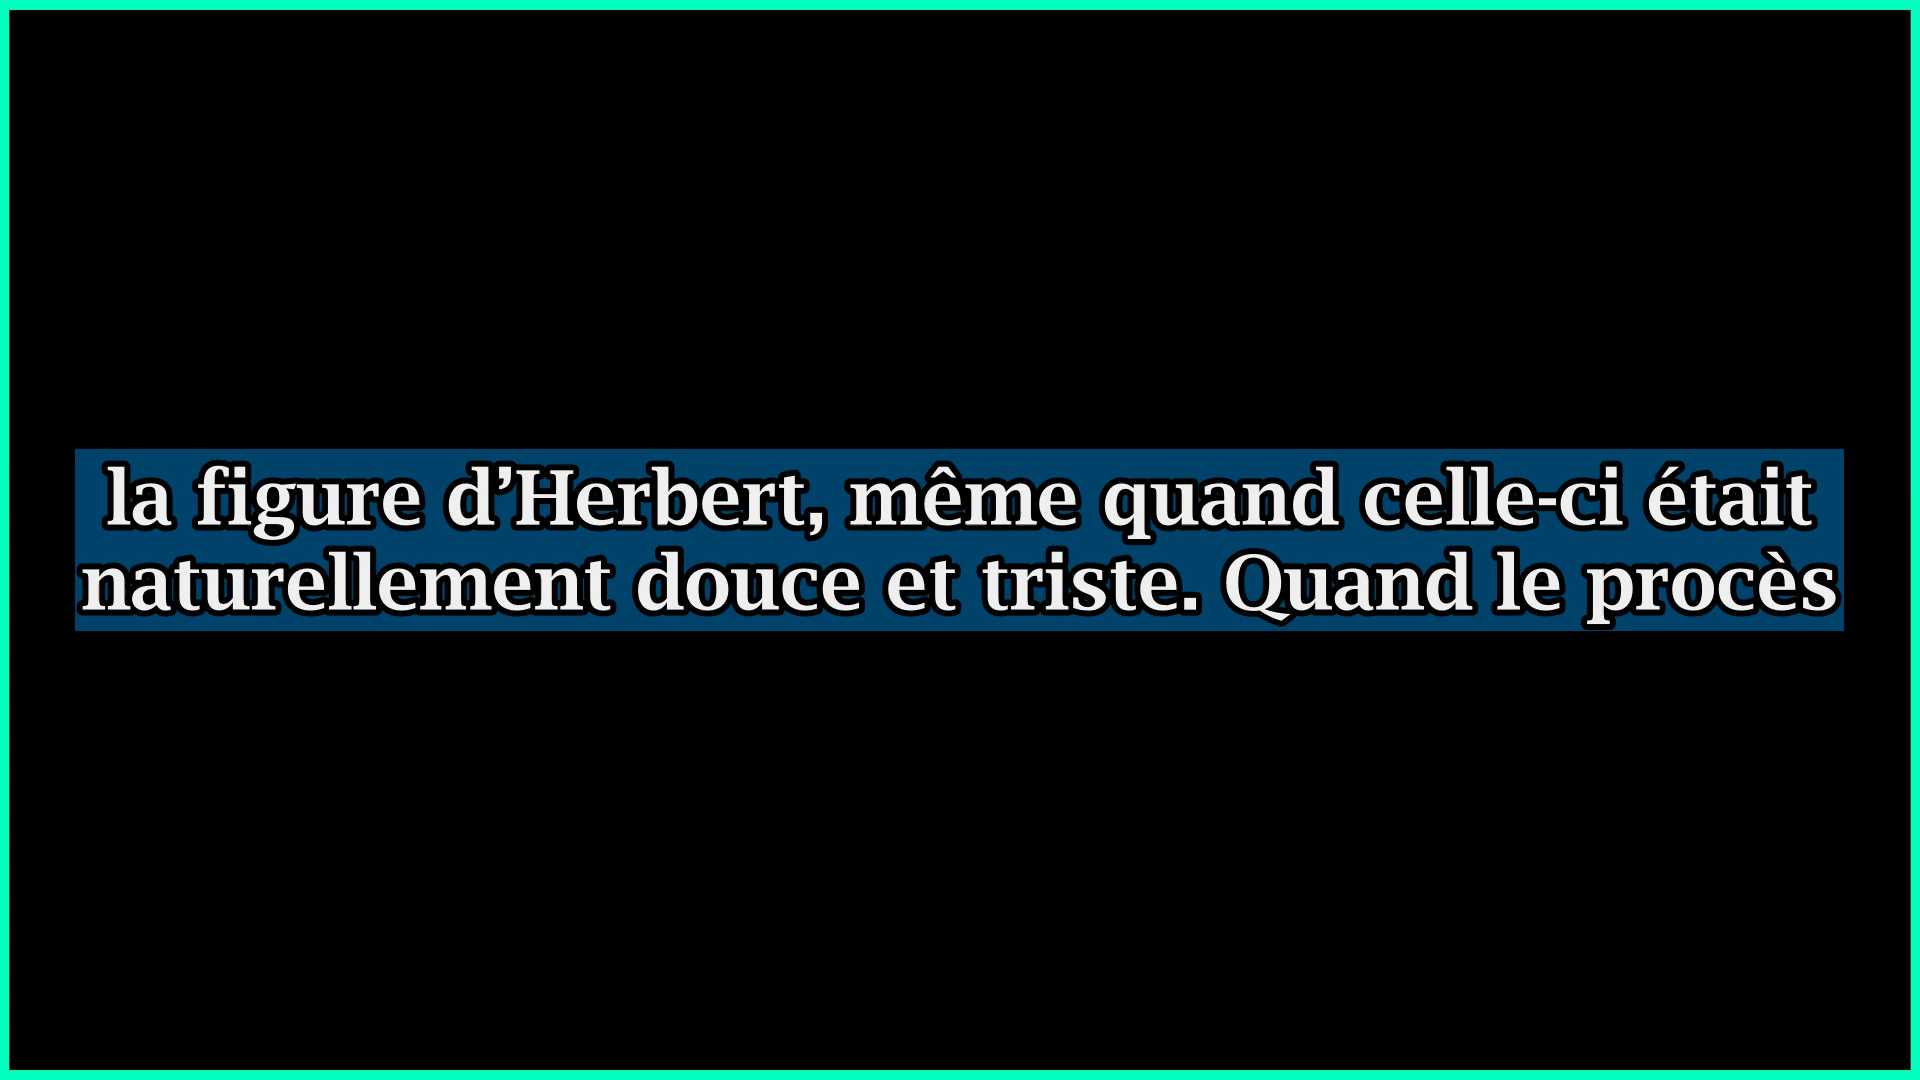 la figure d’Herbert, même quand celle-ci était
naturellement douce et triste. Quand le procès